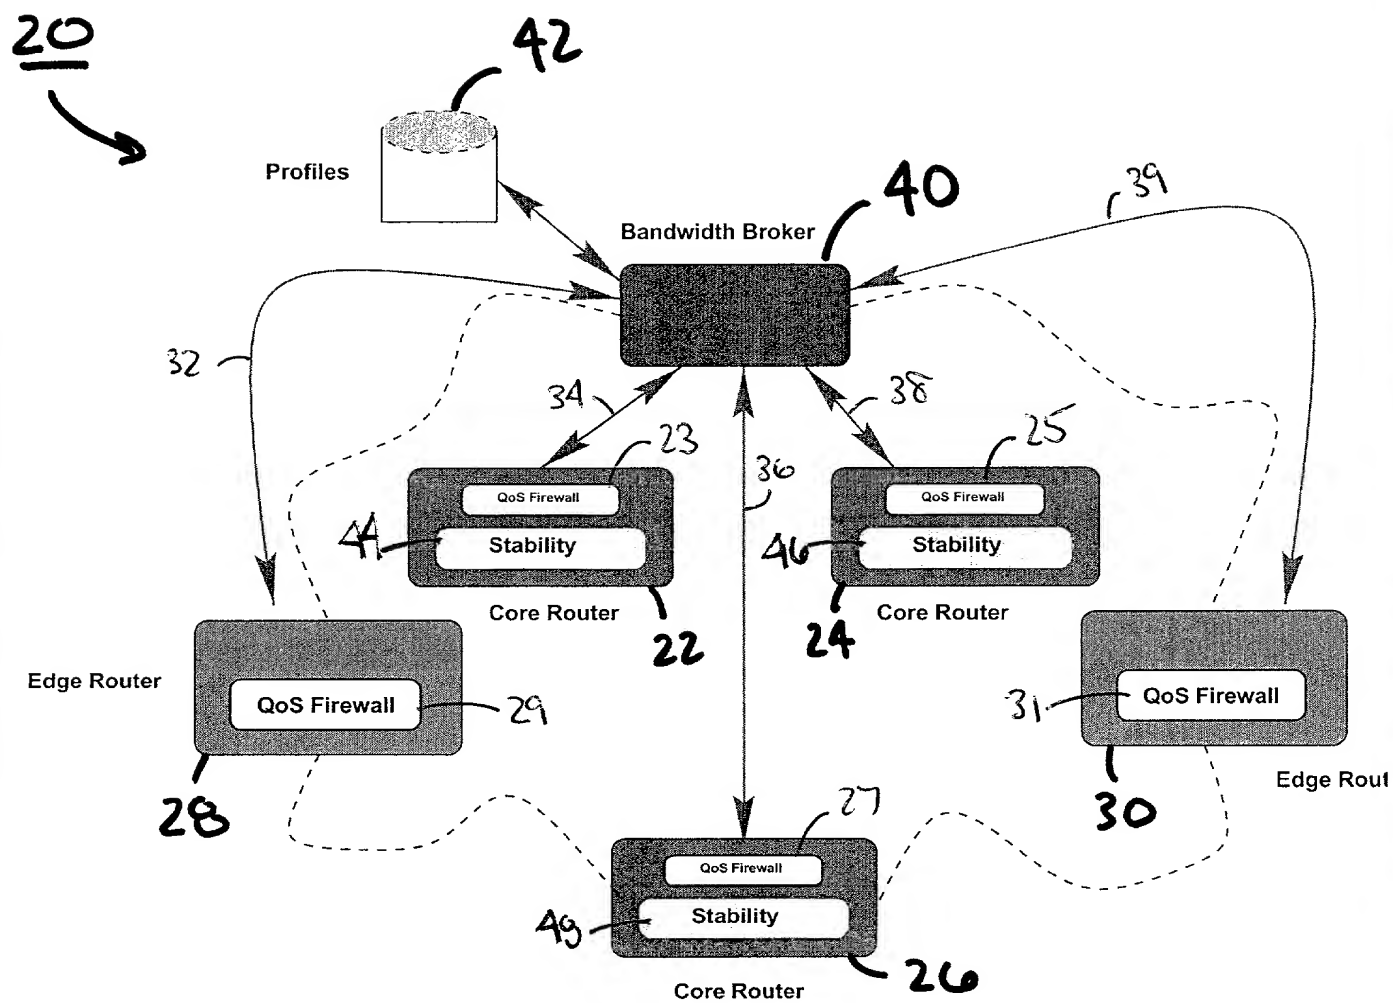 20
42
Profiles
40
39
Bandwidth Broker
32
34
38
23
25
36
QoS Firewall
QoS Firewall
44
Stability
46
Stability
Core Router
22
Core Router
24
Edge Router
QoS Firewall
29
31
QoS Firewall
28
30
Edge Rout
27
QoS Firewall
48
Stability
26
Core Router